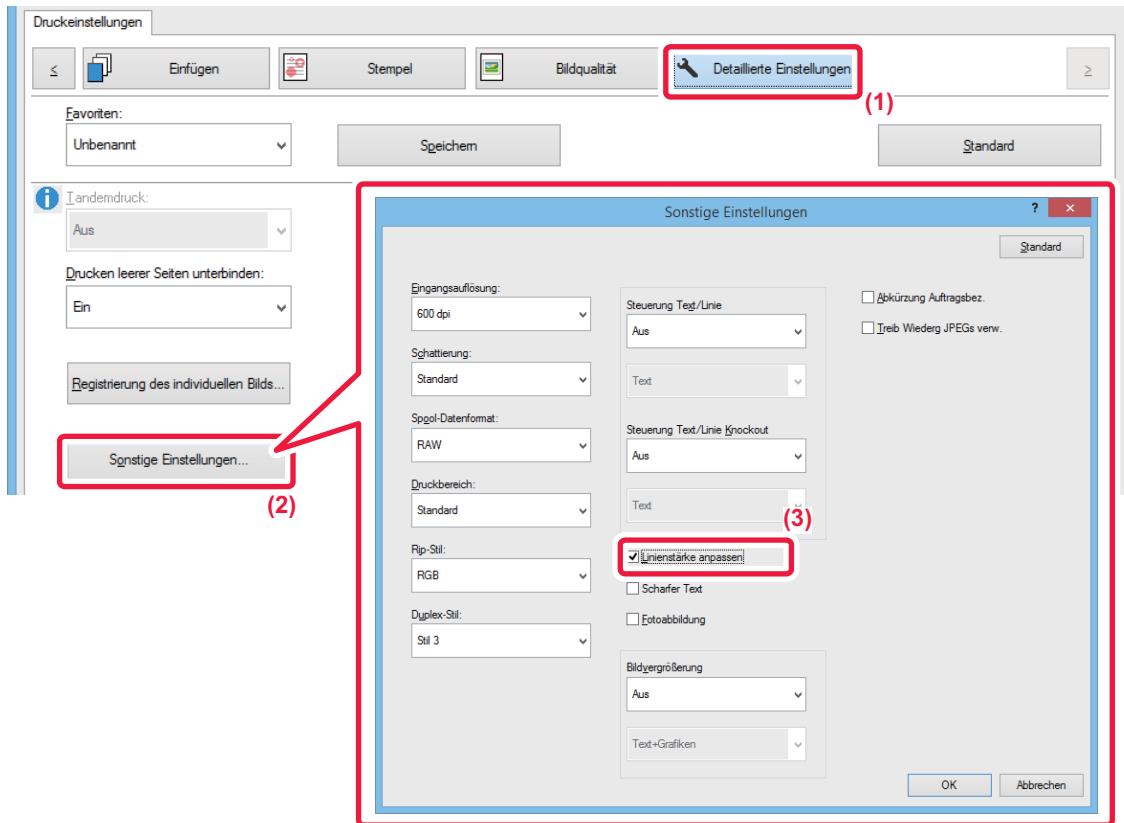 Druckeinstellungen
≤ Einfügen Stempel Bildqualität Detaillierte Einstellungen ≥
(1)
Favoriten:
Unbenannt Speichern Standard
Tandemdruck:
Aus
Drucken leerer Seiten unterbinden:
Ein
Registrierung des individuellen Bilds...
Sonstige Einstellungen...
(2)
Sonstige Einstellungen ? ×
Standard
Eingangsauflösung:
600 dpi
Schattierung:
Standard
Spool-Datenformat:
RAW
Druckbereich:
Standard
Rip-Stil:
RGB
Duplex-Stil:
Stil 3
Steuerung Text/Linie
Aus
Text
Steuerung Text/Linie Knockout
Aus
Text
(3)
Linienstärke anpassen
Scharfer Text
Fotoabbildung
Bildvergrößerung
Aus
Text+Grafiken
Abkürzung Auftragsbez.
Treib Wiederg JPEGs verw.
OK Abbrechen